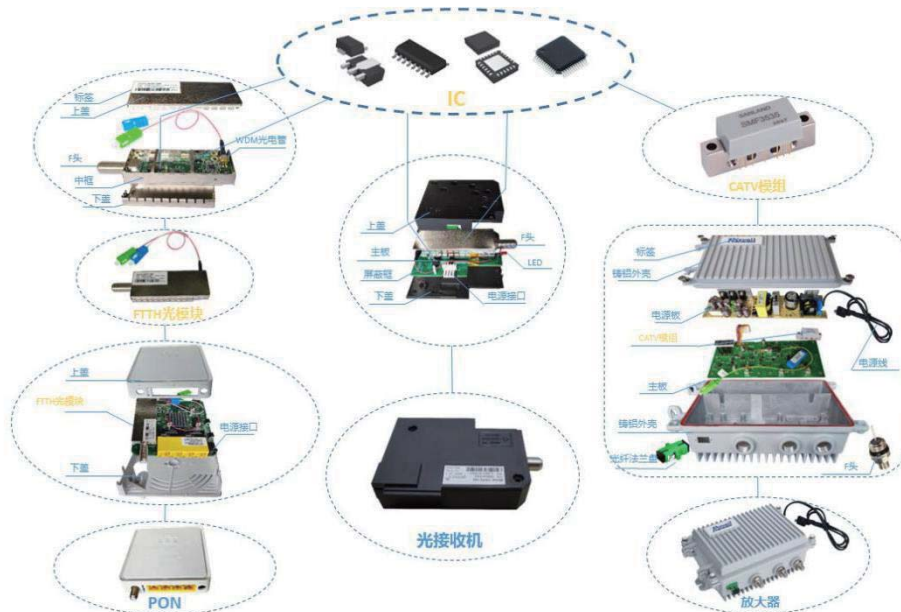 IC
标签
上盖
WDM光电管
F头
中框
下盖
FTTH光模块
上盖
FTTH光模块
电源接口
下盖
PON
上盖
主板
屏蔽框
下盖
F头
LED
电源接口
光接收机
CATV模组
标签
铸铝外壳
电源板
CATV模组
电源线
主板
铸铝外壳
光纤法兰盘
F头
放大器